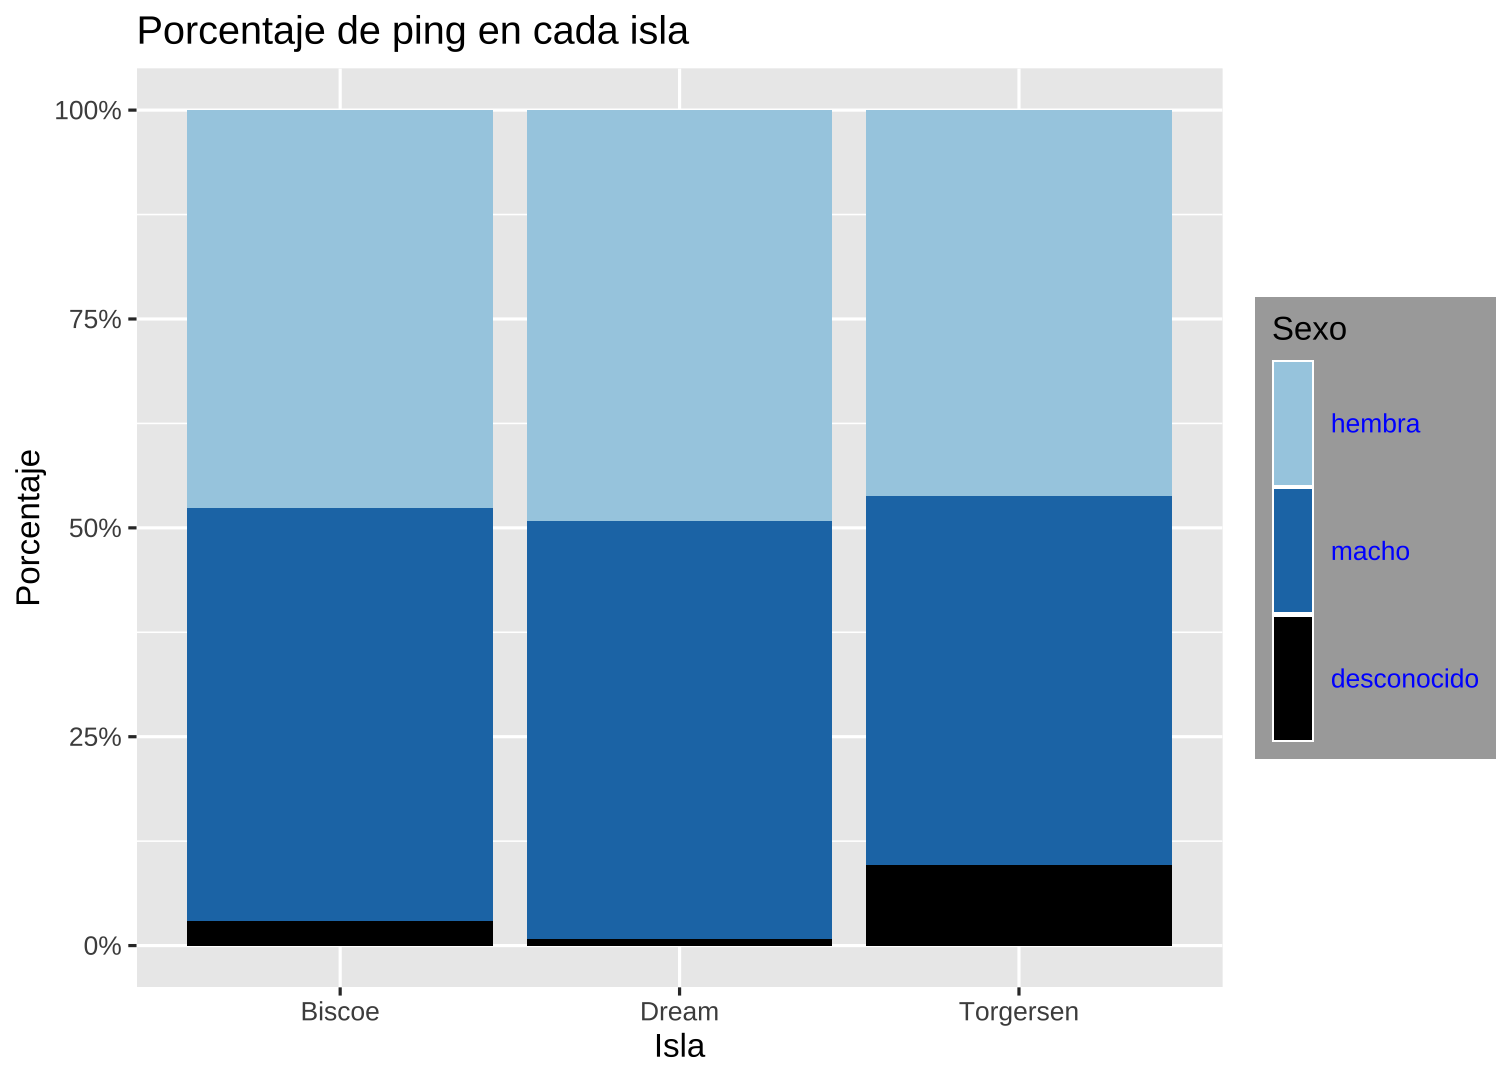 Porcentaje de ping en cada isla
100%
75%
50%
25%
0%
Porcentaje
Biscoe
Dream
Torgersen
Isla
Sexo
hembra
macho
desconocido